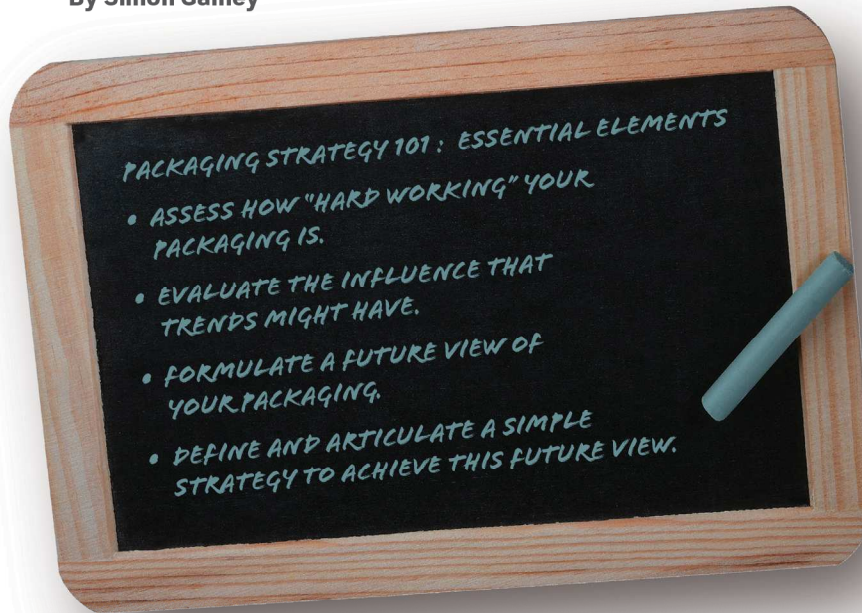 PACKAGING STRATEGY 101: ESSENTIAL ELEMENTS
• ASSESS HOW "HARD WORKING" YOUR
PACKAGING IS.
• EVALUATE THE INFLUENCE THAT
TRENDS MIGHT HAVE.
• FORMULATE A FUTURE VIEW OF
YOUR PACKAGING.
• DEFINE AND ARTICULATE A SIMPLE
STRATEGY TO ACHIEVE THIS FUTURE VIEW.